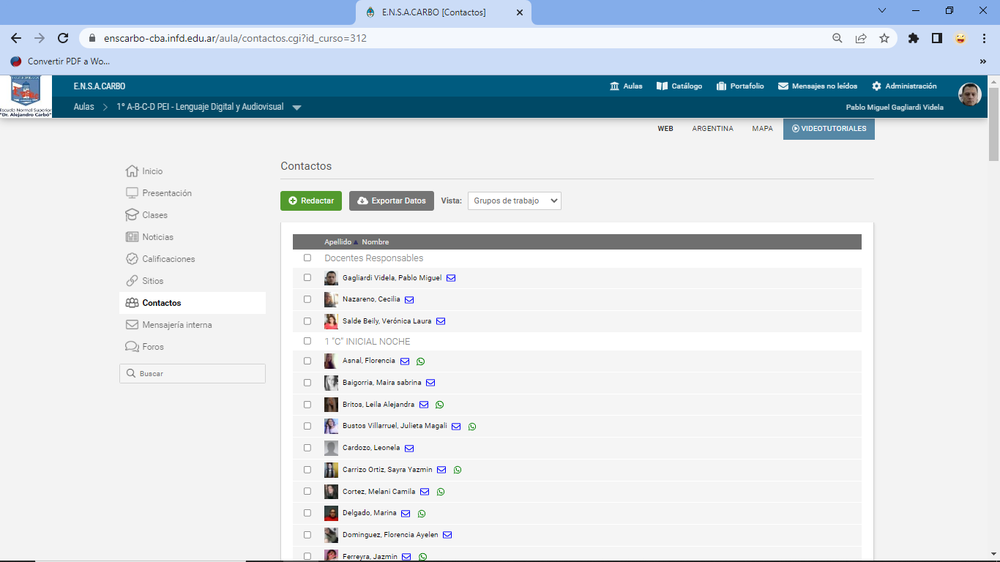 E.N.S.A.CARBO [Contactos]
enscarbo-cba.infd.edu.ar/aula/contactos.cgi?id_curso=312
Convertir PDF a Wo...
»
Escuela Normal Superior
"Dr. Alejandro Carbó"
E.N.S.A.CARBO
Aulas
Catálogo
Portafolio
Mensajes no leídos
Administración
Aulas
1º A-B-C-D PEI - Lenguaje Digital y Audiovisual
Pablo Miguel Gagliardi Videla
WEB
ARGENTINA
MAPA
VIDEOTUTORIALES
Inicio
Presentación
Clases
Noticias
Calificaciones
Sitios
Contactos
Mensajería interna
Foros
Buscar
Contactos
Redactar
Exportar Datos
Vista:
Grupos de trabajo
Apellido Nombre
Docentes Responsables
Gagliardi Videla, Pablo Miguel
Nazareno, Cecilia
Salde Beily, Verónica Laura
1 "C" INICIAL NOCHE
Asnal, Florencia
Baigorria, Maira sabrina
Britos, Leila Alejandra
Bustos Villarruel, Julieta Magali
Cardozo, Leonela
Carrizo Ortiz, Sayra Yazmin
Cortez, Melani Camila
Delgado, Marina
Dominguez, Florencia Ayelen
Ferreyra, Jazmin